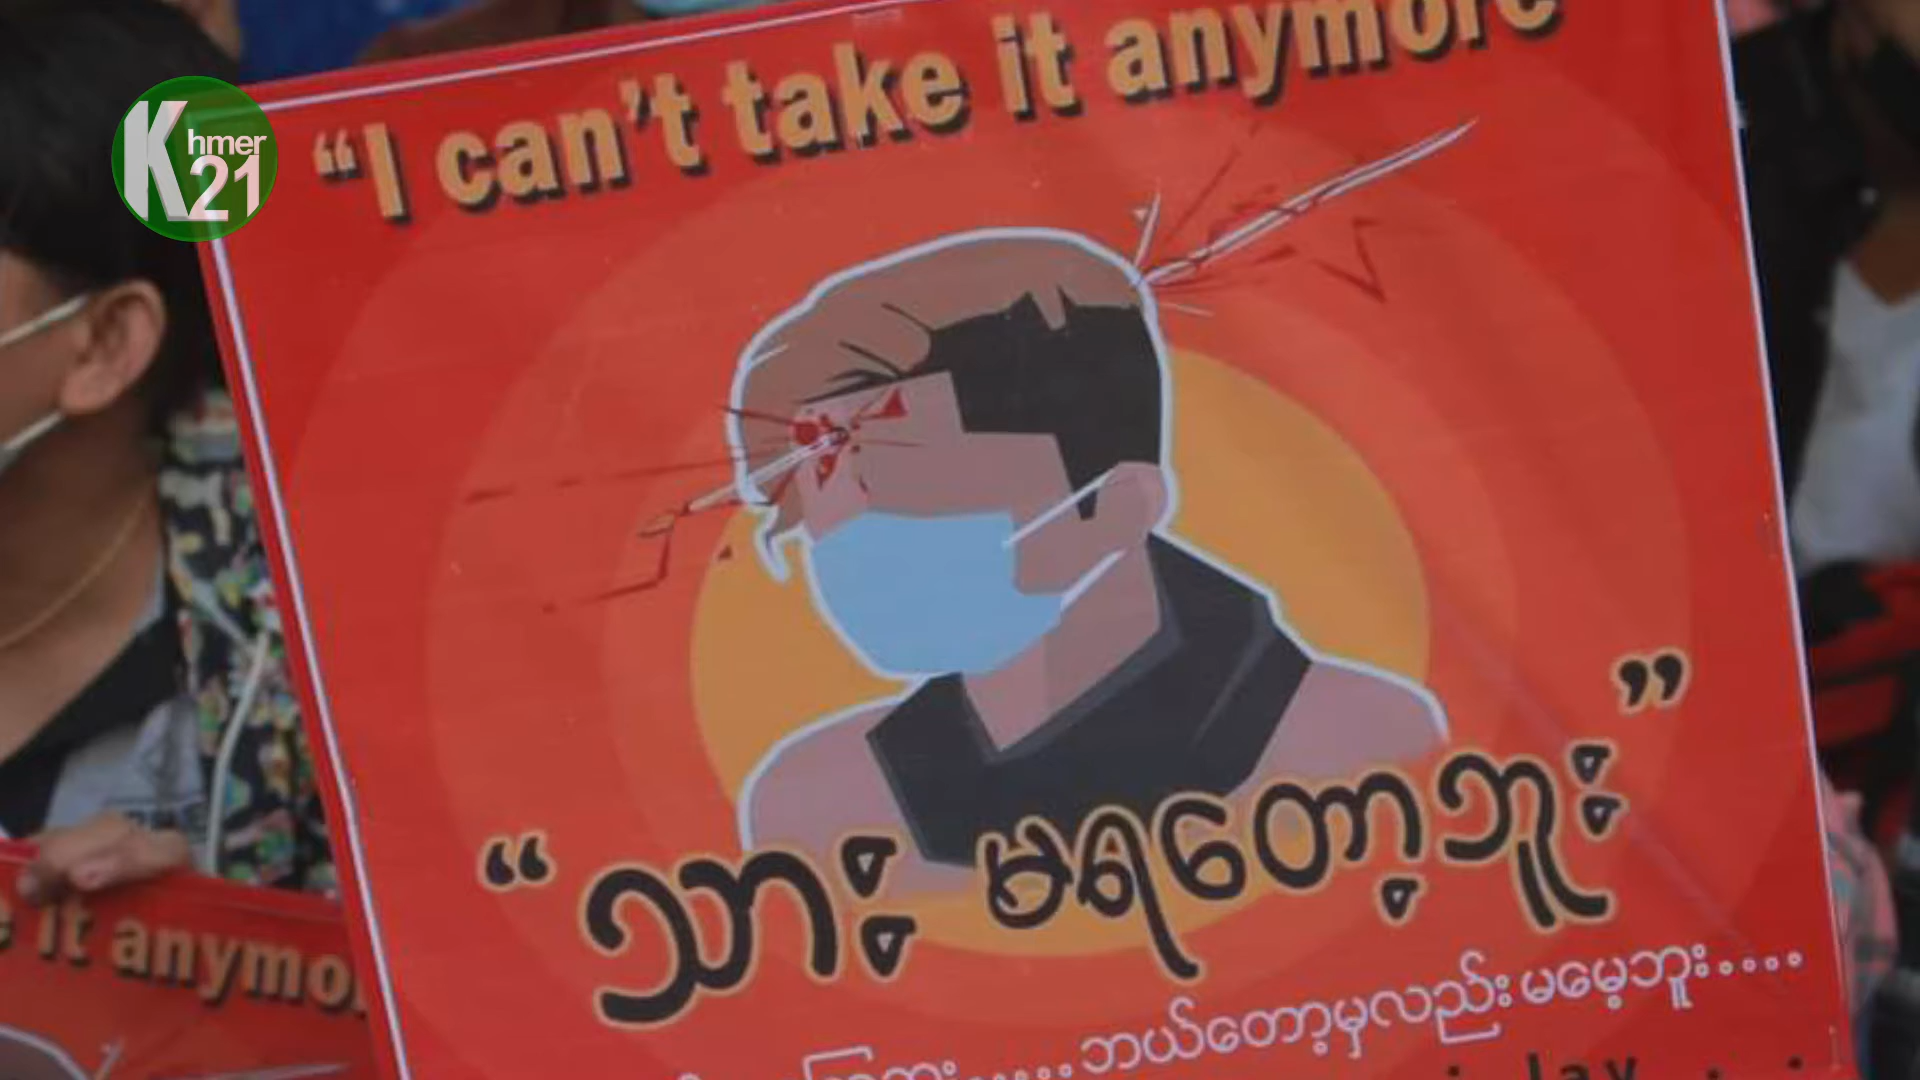 Khmer
21
“I can't take it anymore
”
“သား မရတော့ဘူး
.....ဘယ်တော့မှလည်း မမေ့ဘူး....
it anymo